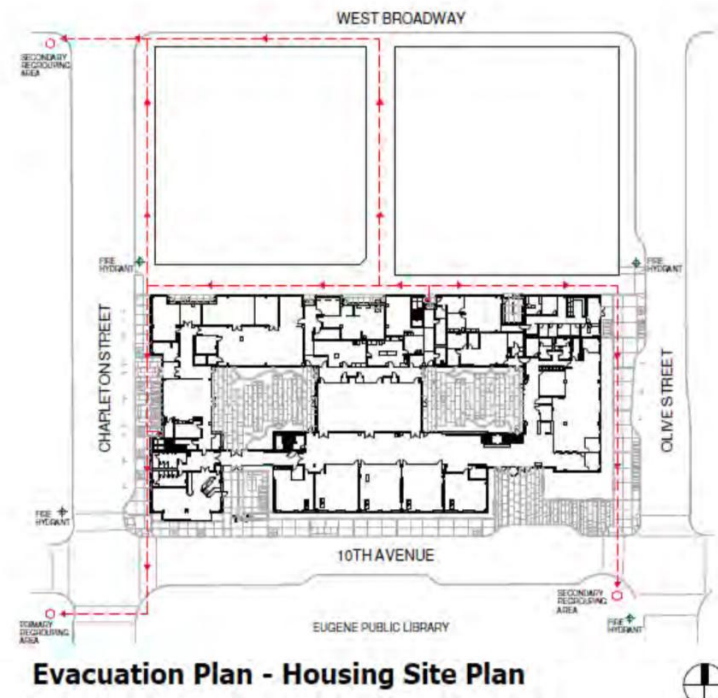 WEST BROADWAY
SECONDARY
REGROUPING
AREA
FIRE
HYDRANT
FIRE
HYDRANT
CHARLETON STREET
OLIVE STREET
FIRE
HYDRANT
10TH AVENUE
SECONDARY
REGROUPING
AREA
PRIMARY
REGROUPING
AREA
EUGENE PUBLIC LIBRARY
FIRE
HYDRANT
Evacuation Plan - Housing Site Plan